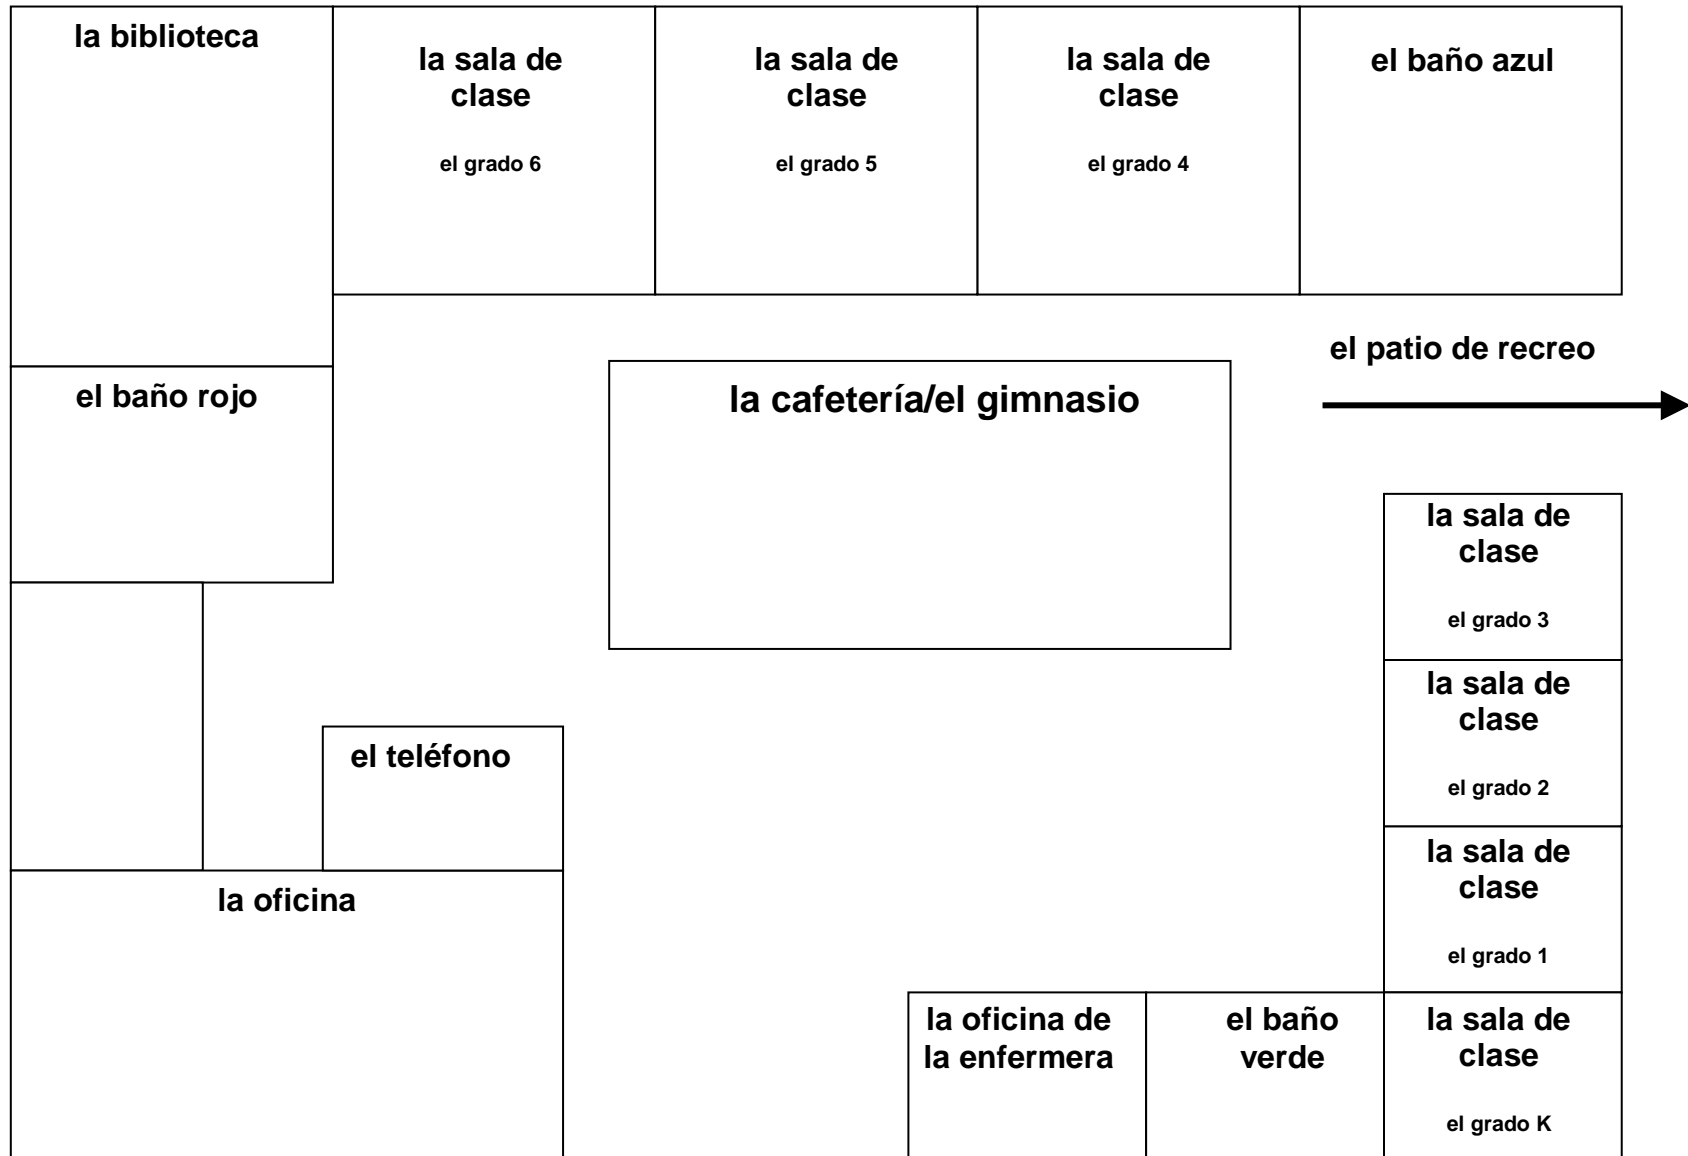 la biblioteca
la sala de
clase
el grado 6
la sala de
clase
el grado 5
la sala de
clase
el grado 4
el baño azul
el patio de recreo
el baño rojo
la cafetería/el gimnasio
la sala de
clase
el grado 3
la sala de
clase
el grado 2
el teléfono
la sala de
clase
el grado 1
la oficina
la oficina de
la enfermera
el baño
verde
la sala de
clase
el grado K